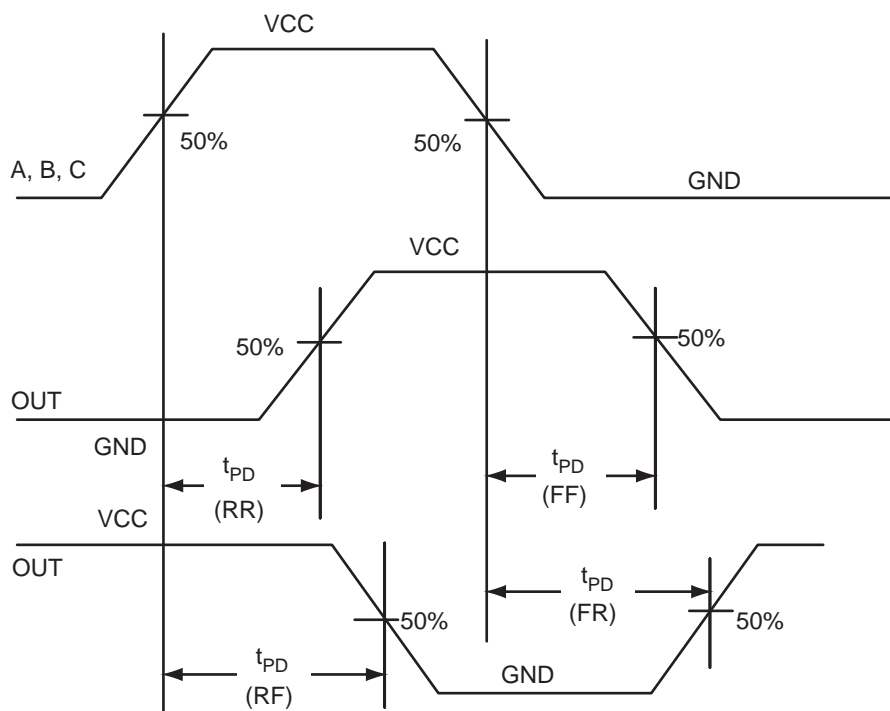 VCC
50%
50%
A, B, C
GND
VCC
50%
50%
OUT
GND
tPD
(RR)
tPD
(FF)
VCC
OUT
tPD
(FR)
50%
50%
tPD
(RF)
GND